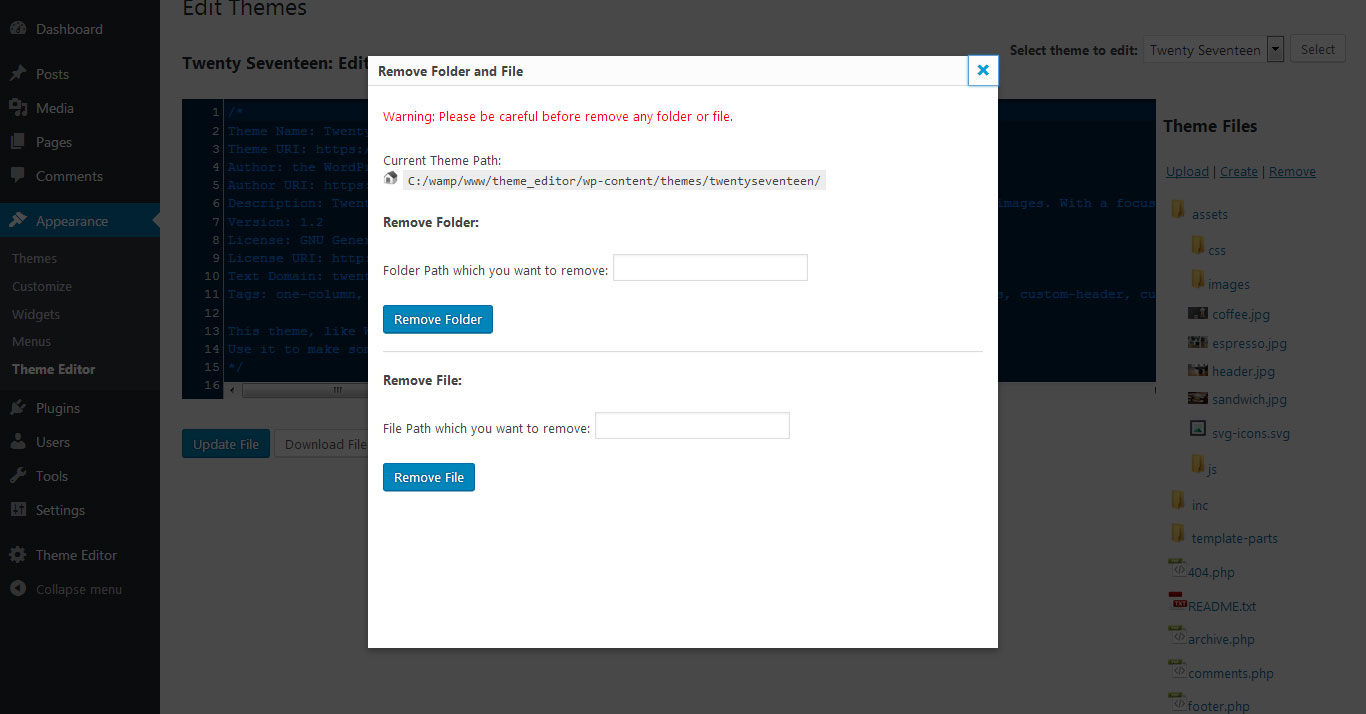 Edit Themes
Dashboard
Posts
Media
Pages
Comments
Appearance
Themes
Customize
Widgets
Menus
Theme Editor
Plugins
Users
Tools
Settings
Theme Editor
Collapse menu
Twenty Seventeen: Edit
Select theme to edit: Twenty Seventeen Select
1 /*
2 Theme Name: Twenty
3 Theme URI: https:/
4 Author: the WordPr
5 Author URI: https:
6 Description: Twent
images. With a focus
7 Version: 1.2
8 License: GNU Gene
9 License URI: http:
10 Text Domain: twent
11 Tags: one-column,
s, custom-header, cu
12
13 This theme, like W
14 Use it to make som
15 */
16
Update File Download File
Remove Folder and File
Warning: Please be careful before remove any folder or file.
Current Theme Path:
C:/wamp/www/theme_editor/wp-content/themes/twentyseventeen/
Remove Folder:
Folder Path which you want to remove:
Remove Folder
Remove File:
File Path which you want to remove:
Remove File
Theme Files
Upload | Create | Remove
assets
css
images
coffee.jpg
espresso.jpg
header.jpg
sandwich.jpg
svg-icons.svg
js
inc
template-parts
404.php
TXT
README.txt
archive.php
comments.php
footer.php